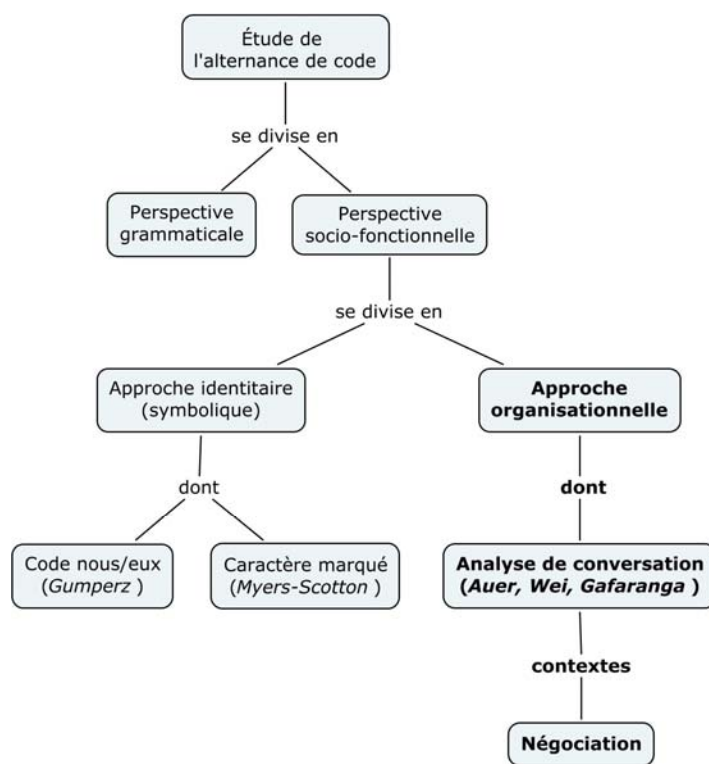 Étude de
l'alternance de code
se divise en
Perspective
grammaticale
Perspective
socio-fonctionnelle
se divise en
Approche identitaire
(symbolique)
Approche
organisationnelle
dont
dont
Code nous/eux
(Gumperz )
Caractère marqué
(Myers-Scotton )
Analyse de conversation
(Auer, Wei, Gafaranga )
contextes
Négociation